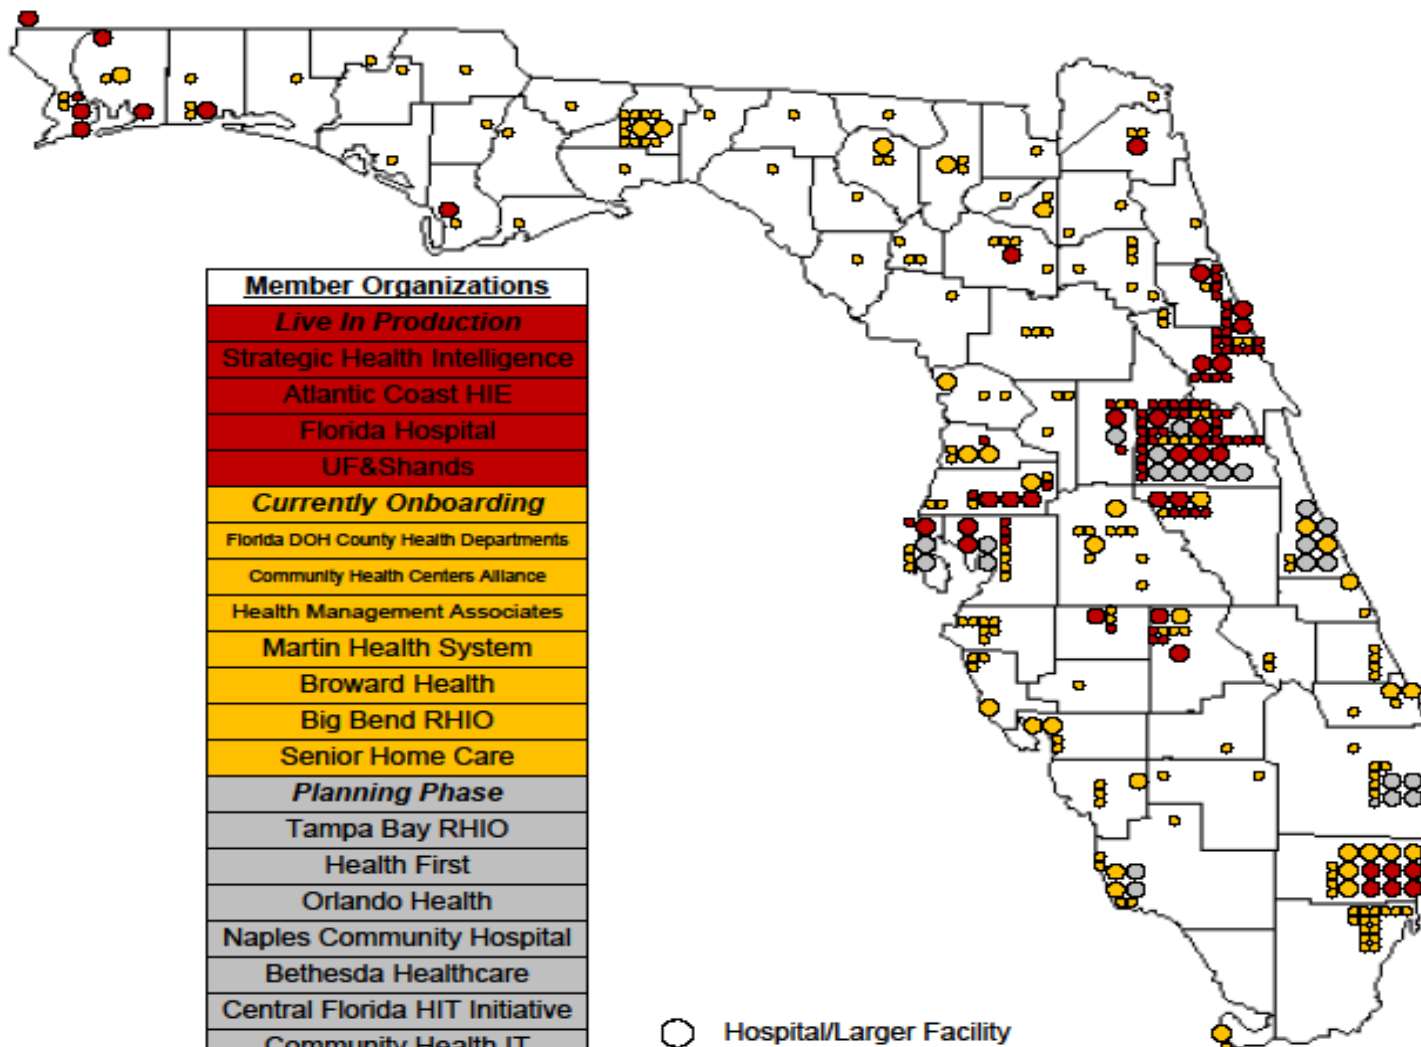 Member Organizations
Live In Production
Strategic Health Intelligence
Atlantic Coast HIE
Florida Hospital
UF&Shands
Currently Onboarding
Florida DOH County Health Departments
Community Health Centers Alliance
Health Management Associates
Martin Health System
Broward Health
Big Bend RHIO
Senior Home Care
Planning Phase
Tampa Bay RHIO
Health First
Orlando Health
Naples Community Hospital
Bethesda Healthcare
Central Florida HIT Initiative
Community Health IT
Hospital/Larger Facility